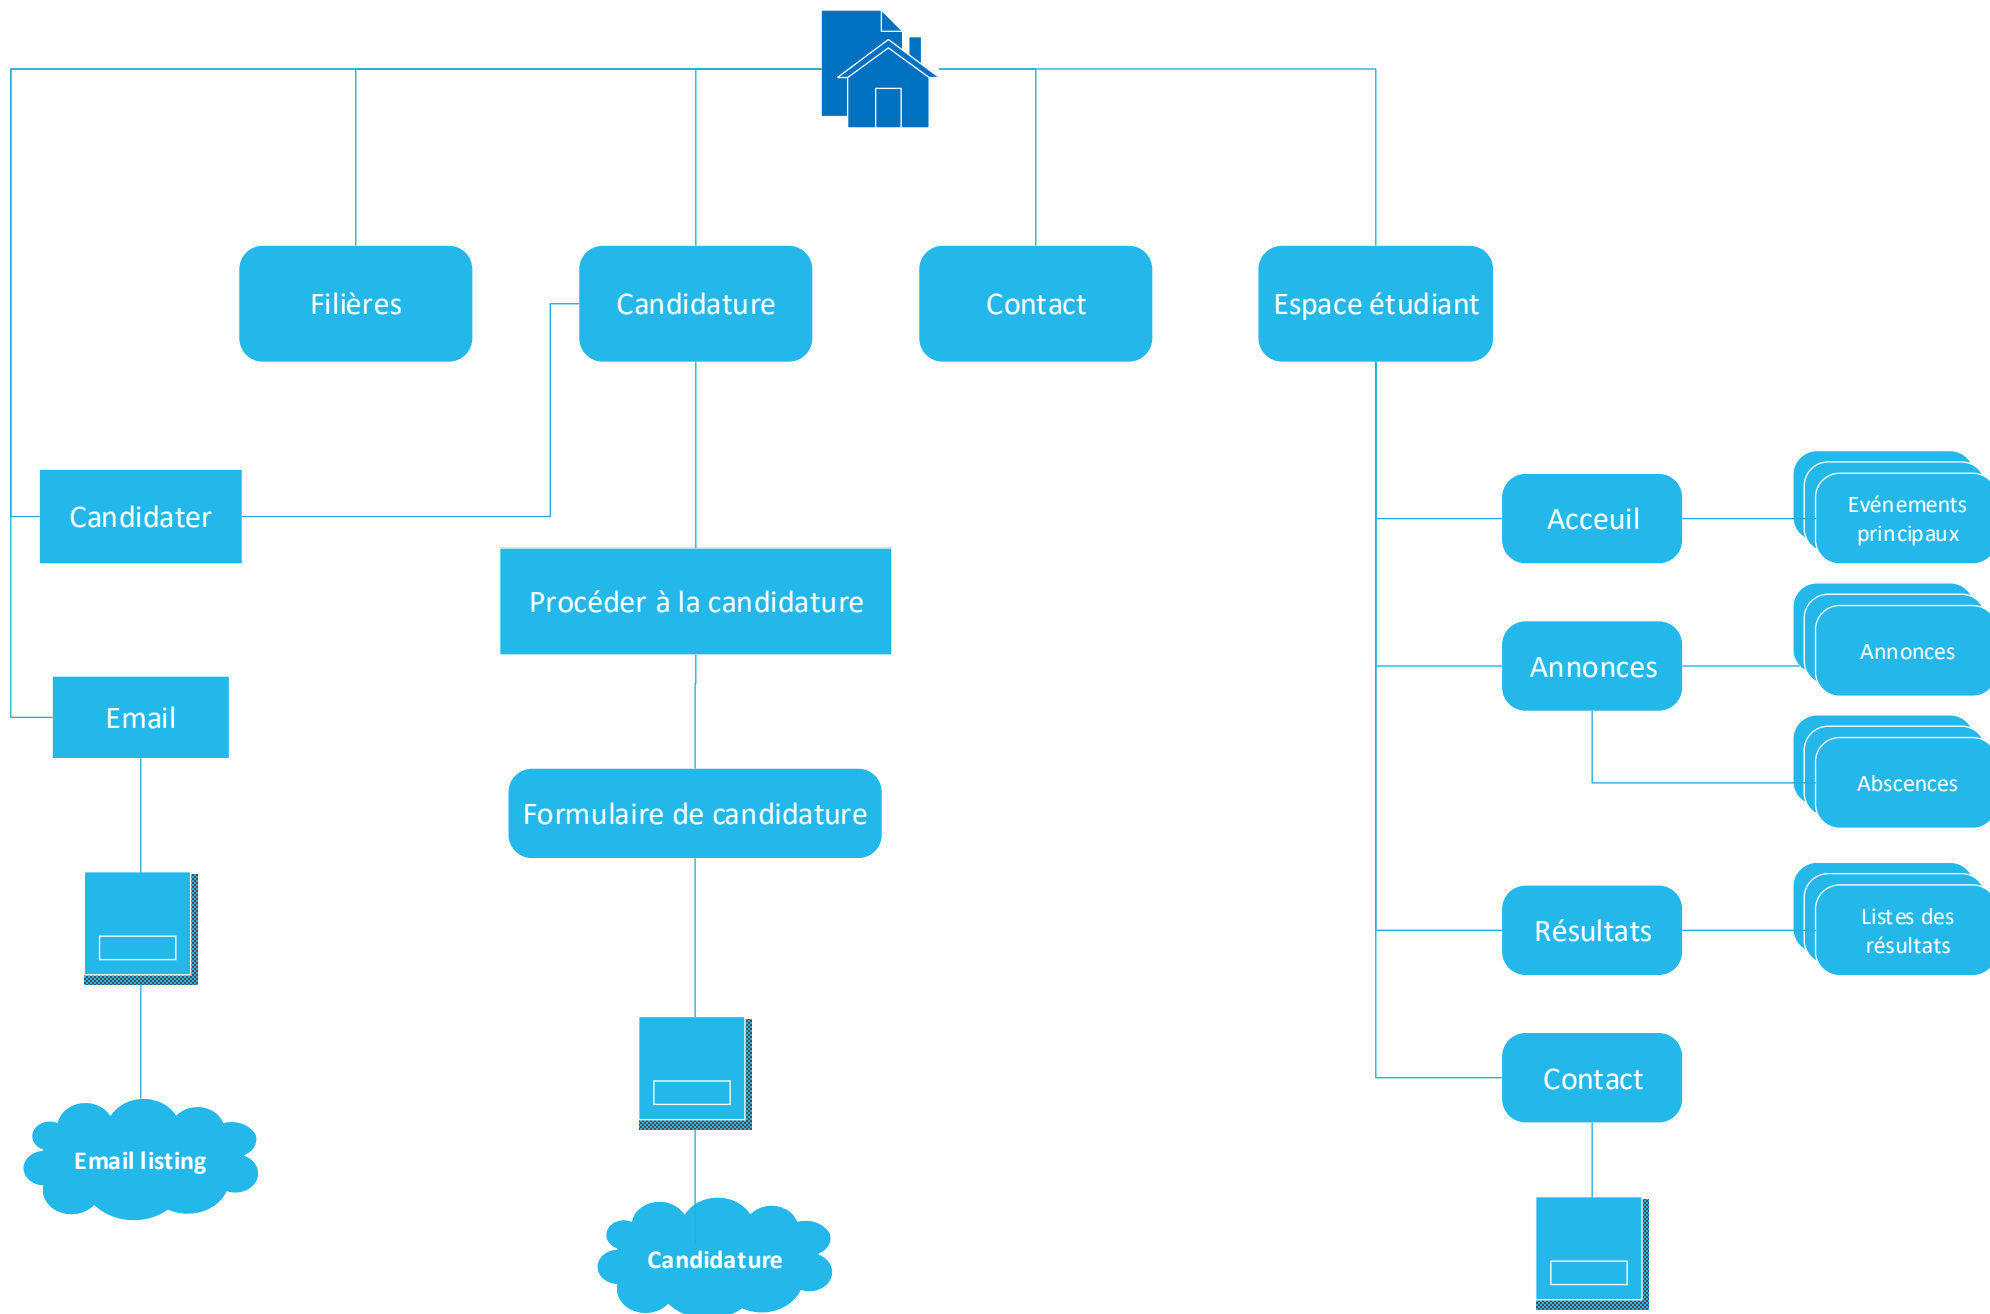 Filières
Candidature
Contact
Espace étudiant
Candidater
Acceuil
Evénements
principaux
Procéder à la candidature
Annonces
Annonces
Email
Abscences
Formulaire de candidature
Résultats
Listes des
résultats
Contact
Email listing
Candidature